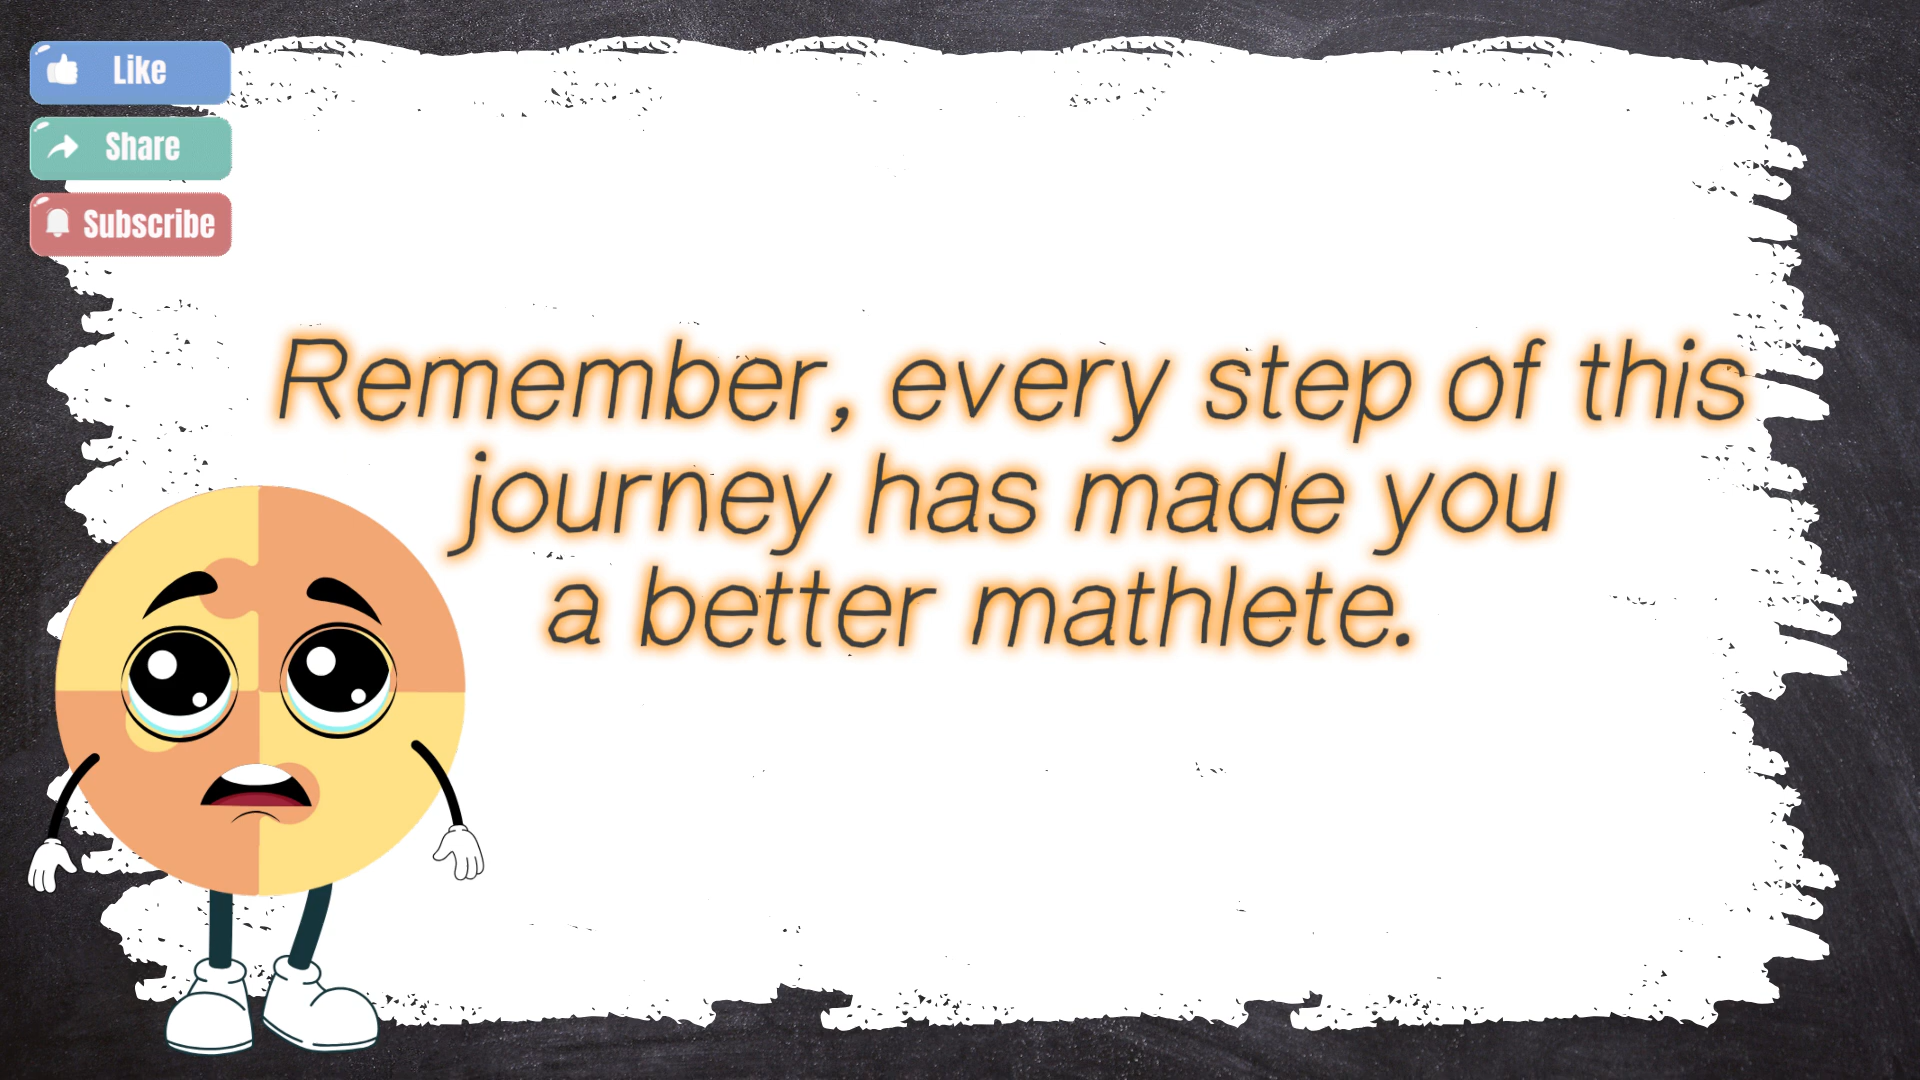 Like
Share
Subscribe
Remember, every step of this
journey has made you
a better mathlete.